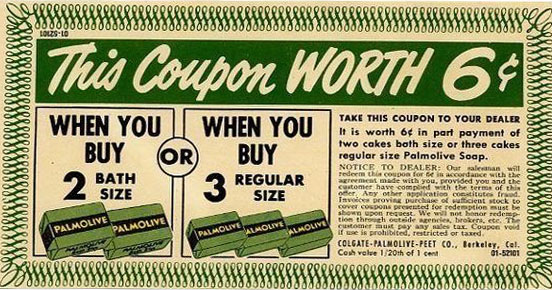 01-52101
This Coupon WORTH 6¢
WHEN YOU
BUY
2 BATH
SIZE
PALMOLIVE
PALMOLIVE
OR
WHEN YOU
BUY
3 REGULAR
SIZE
PALMOLIVE
PALMOLIVE
PALMOLIVE
TAKE THIS COUPON TO YOUR DEALER
It is worth 6¢ in part payment of
two cakes bath size or three cakes
regular size Palmolive Soap.
NOTICE TO DEALER: Our salesman will
redeem this coupon for 6¢ in accordance with the
agreement made with you, provided you and the
customer have complied with the terms of this
offer. Any other application constitutes fraud.
Invoices proving purchase of sufficient stock to
cover coupons presented for redemption must be
shown upon request. We will not honor redemp-
tion through outside agencies, brokers, etc. The
customer must pay any sales tax. Coupon void
if use is prohibited, restricted or taxed.
COLGATE-PALMOLIVE-PEET CO., Berkeley, Cal.
Cash value 1/20th of 1 cent 01-52101